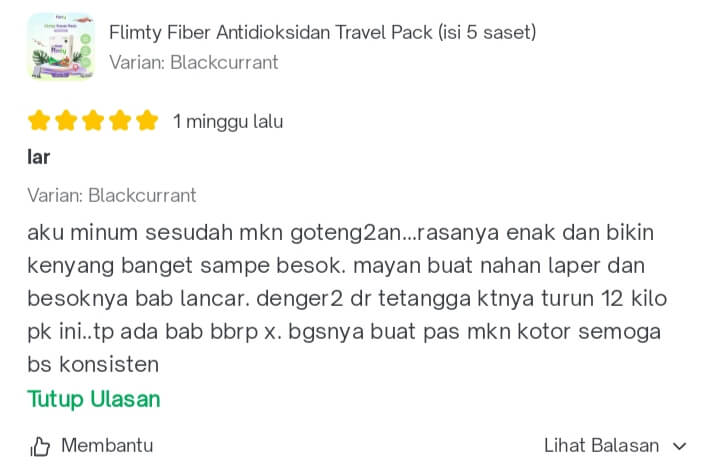 Flimty Fiber Antidioksidan Travel Pack (isi 5 saset)
Varian: Blackcurrant
1 minggu lalu
lar
Varian: Blackcurrant
aku minum sesudah mkn goteng2an...rasanya enak dan bikin
kenyang banget sampe besok. mayan buat nahan laper dan
besoknya bab lancar. denger2 dr tetangga ktnya turun 12 kilo
pk ini..tp ada bab bbrp x. bgsnya buat pas mkn kotor semoga
bs konsisten
Tutup Ulasan
Membantu
Lihat Balasan